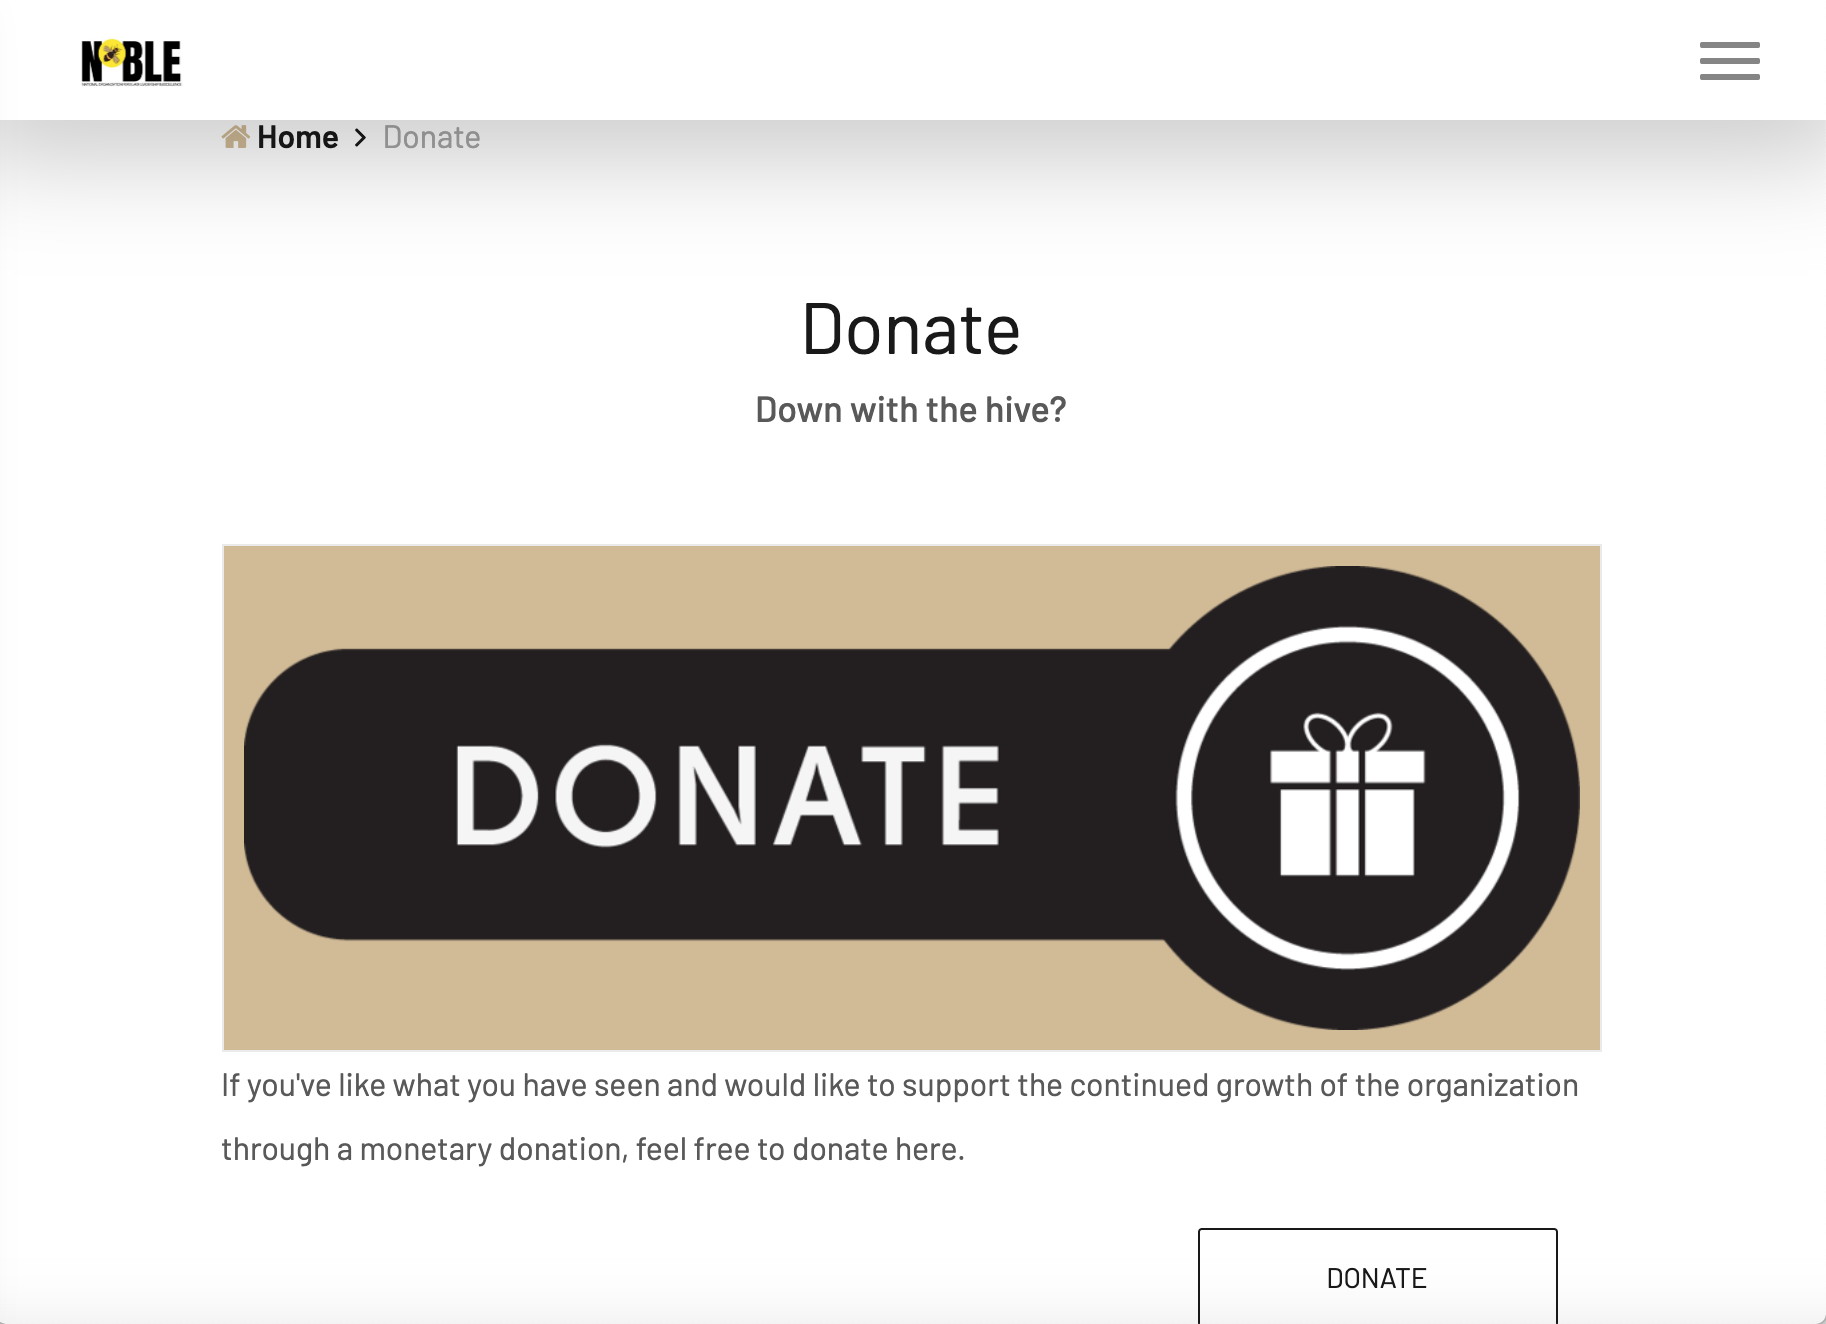 NOBLE
Home > Donate
Donate
Down with the hive?
DONATE
If you've like what you have seen and would like to support the continued growth of the organization
through a monetary donation, feel free to donate here.
DONATE